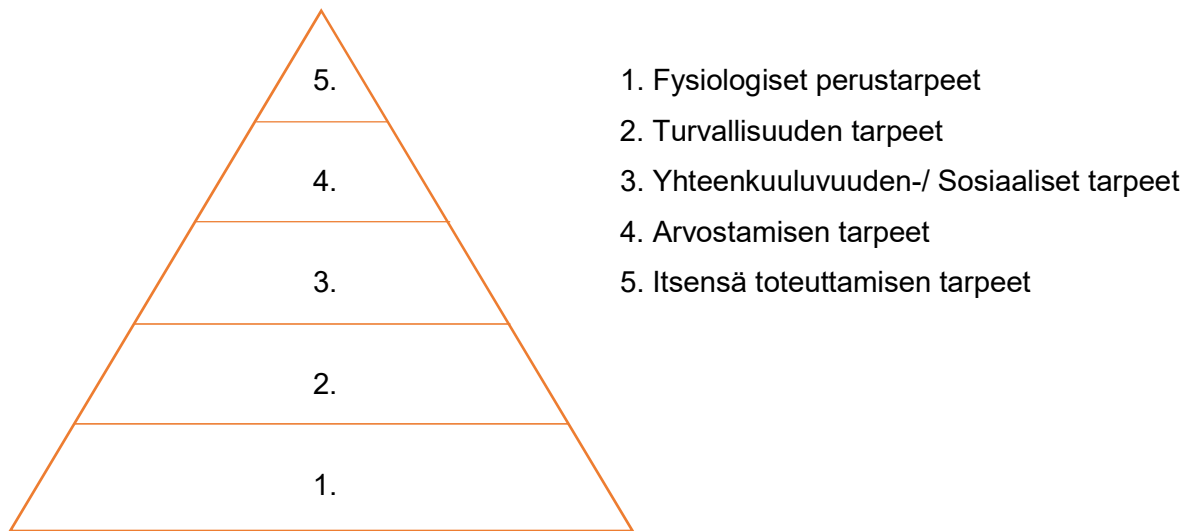 5.
4.
3.
2.
1.
1. Fysiologiset perustarpeet
2. Turvallisuuden tarpeet
3. Yhteenkuuluvuuden-/ Sosiaaliset tarpeet
4. Arvostamisen tarpeet
5. Itsensä toteuttamisen tarpeet